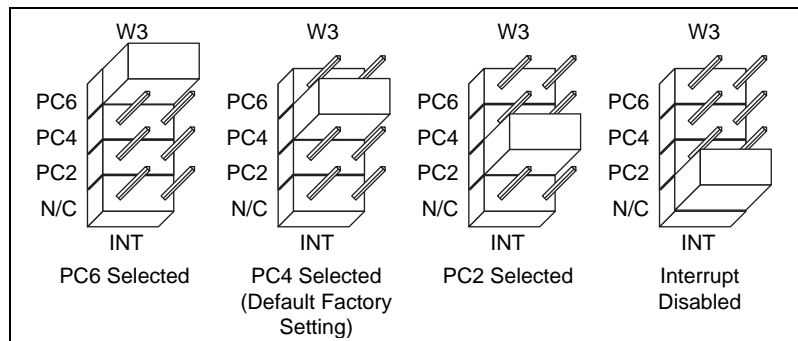 W3
PC6
PC4
PC2
N/C
INT
PC6 Selected
W3
PC6
PC4
PC2
N/C
INT
PC4 Selected
(Default Factory
Setting)
W3
PC6
PC4
PC2
N/C
INT
PC2 Selected
W3
PC6
PC4
PC2
N/C
INT
Interrupt
Disabled